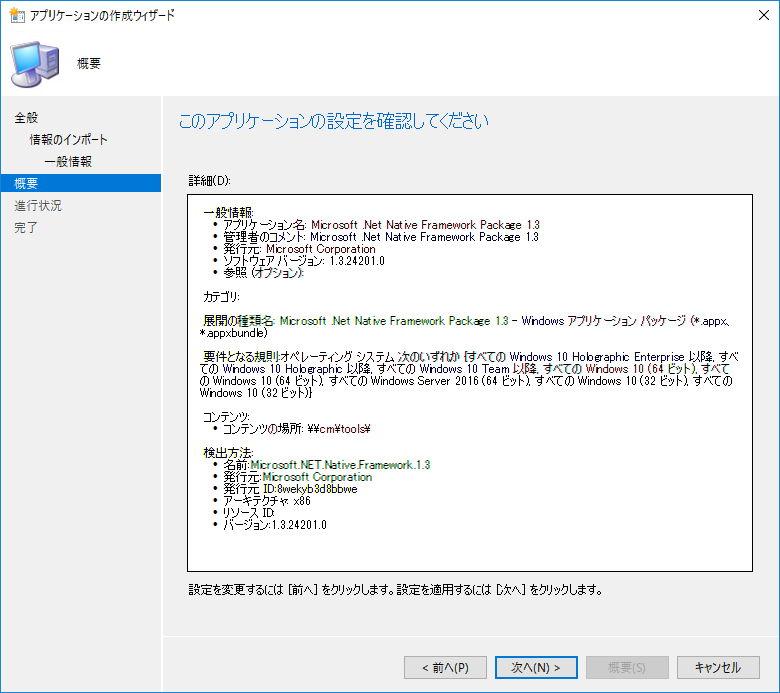 アプリケーションの作成ウィザード
概要
全般
情報のインポート
一般情報
概要
進行状況
完了
このアプリケーションの設定を確認してください
詳細(D):
一般情報:
• アプリケーション名: Microsoft .Net Native Framework Package 1.3
• 管理者のコメント: Microsoft .Net Native Framework Package 1.3
• 発行元: Microsoft Corporation
• ソフトウェア バージョン: 1.3.24201.0
• 参照 (オプション):
カテゴリ:
展開の種類名: Microsoft .Net Native Framework Package 1.3 - Windows アプリケーション パッケージ (*.appx、
*.appxbundle)
要件となる規則:オペレーティング システム 次のいずれか {すべての Windows 10 Holographic Enterprise 以降, すべ
ての Windows 10 Holographic 以降, すべての Windows 10 Team 以降, すべての Windows 10 (64 ビット), すべて
の Windows 10 (64 ビット), すべての Windows Server 2016 (64 ビット), すべての Windows 10 (32 ビット), すべての
Windows 10 (32 ビット)}
コンテンツ:
• コンテンツの場所: \\cm\tools\
検出方法:
• 名前:Microsoft.NET.Native.Framework.1.3
• 発行元:Microsoft Corporation
• 発行元 ID:8wekyb3d8bbwe
• アーキテクチャ: x86
• リソース ID:
• バージョン:1.3.24201.0
設定を変更するには [前へ] をクリックします。設定を適用するには [次へ] をクリックします。
< 前へ(P)
次へ(N) >
概要(S)
キャンセル